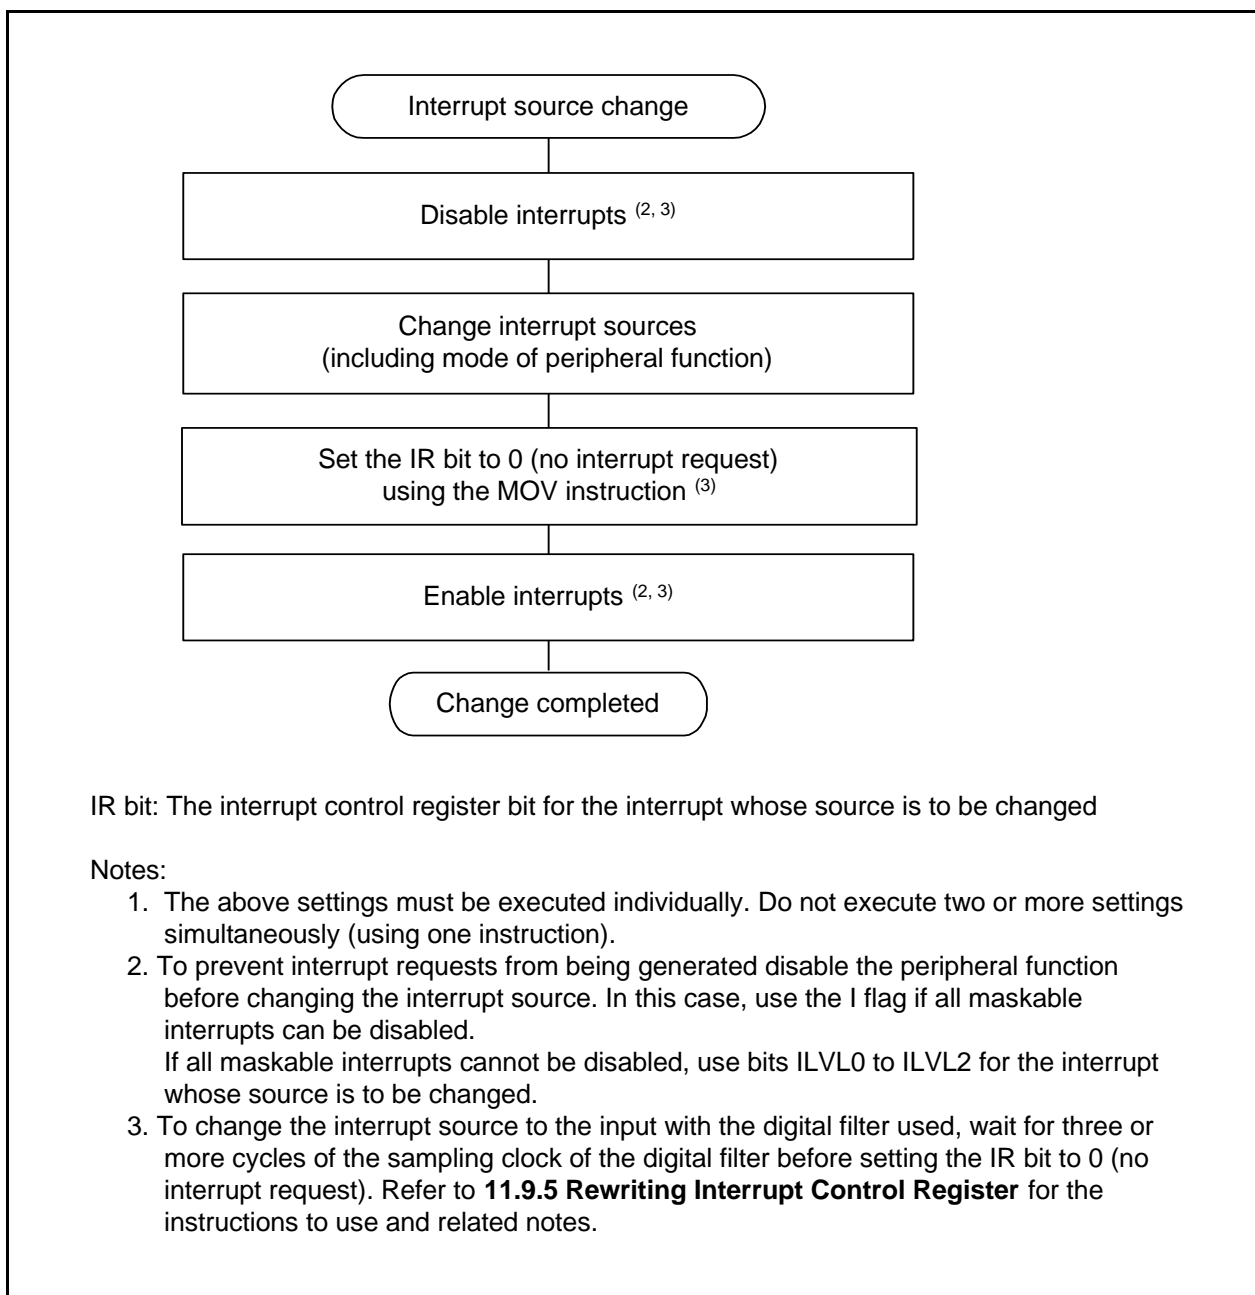 Interrupt source change
Disable interrupts (2, 3)
Change interrupt sources
(including mode of peripheral function)
Set the IR bit to 0 (no interrupt request)
using the MOV instruction (3)
Enable interrupts (2, 3)
Change completed
IR bit: The interrupt control register bit for the interrupt whose source is to be changed
Notes:
1. The above settings must be executed individually. Do not execute two or more settings
simultaneously (using one instruction).
2. To prevent interrupt requests from being generated disable the peripheral function
before changing the interrupt source. In this case, use the I flag if all maskable
interrupts can be disabled.
If all maskable interrupts cannot be disabled, use bits ILVL0 to ILVL2 for the interrupt
whose source is to be changed.
3. To change the interrupt source to the input with the digital filter used, wait for three or
more cycles of the sampling clock of the digital filter before setting the IR bit to 0 (no
interrupt request). Refer to 11.9.5 Rewriting Interrupt Control Register for the
instructions to use and related notes.